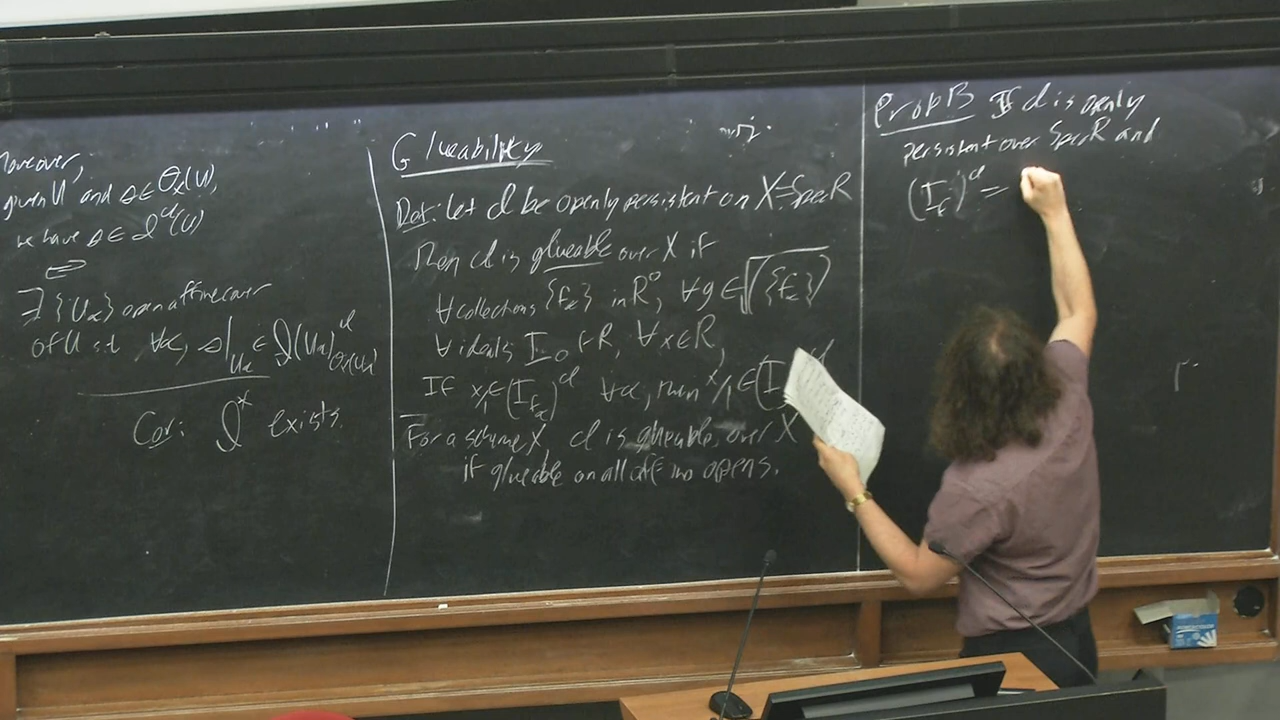 Moreover,
given U and s ∈ O_X(U),
we have s ∈ I^cl(U)
⇔
∃ {U_α} open affine cover
of U s.t. ∀α, s|_{U_α} ∈ I(U_α)^cl_{O_X(U_α)}
Cor: I^* exists.
Glueability
Def: Let cl be openly persistent on X=Spec R
Then cl is glueable over X if
∀ collections {f_α} in R, ∀g ∈ √({f_α})
∀ ideals I of R, ∀x∈R,
If x/1 ∈ (I_{f_α})^cl ∀α, then x/1 ∈ (I
For a scheme X, cl is glueable over X
if glueable on all affine opens.
Prop B If cl is openly
persistent over Spec R and
(I_f)^cl =